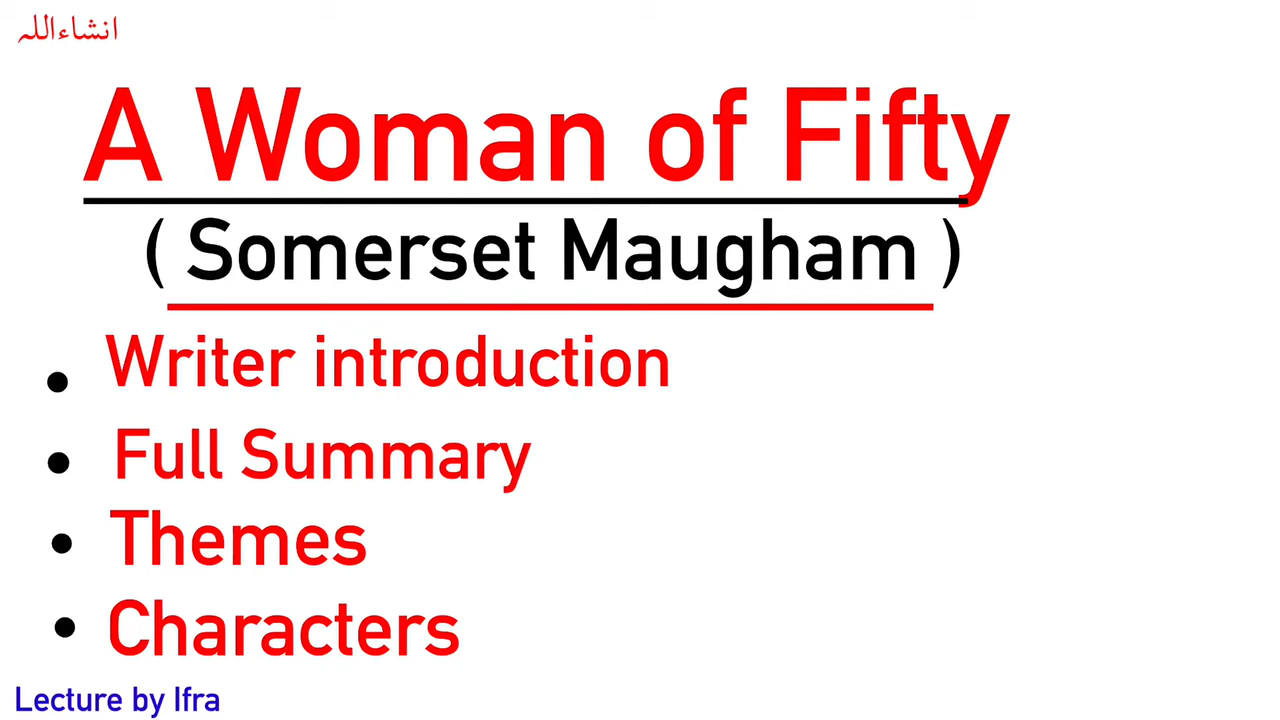 انشاءاللہ
A Woman of Fifty
( Somerset Maugham )
• Writer introduction
• Full Summary
• Themes
• Characters
Lecture by Ifra